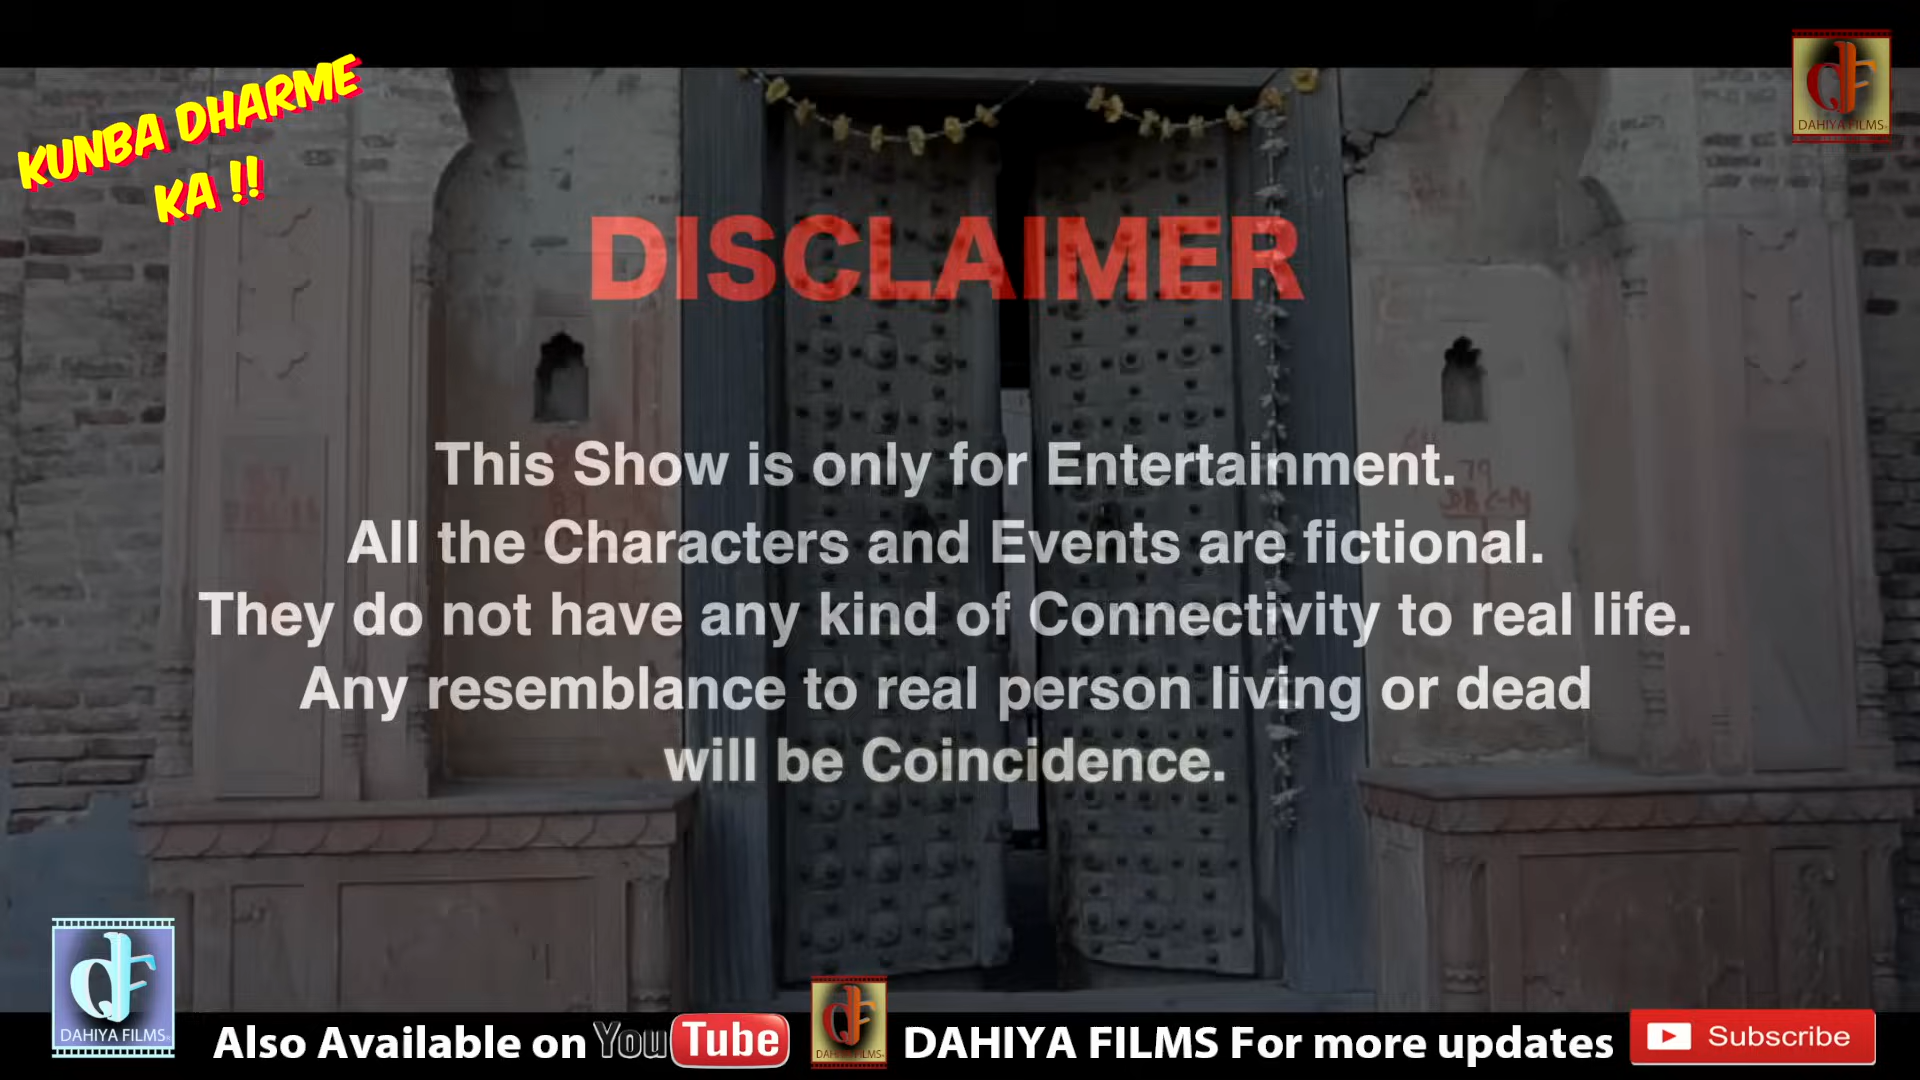 KUNBA DHARME
KA !!
DAHIYA FILMS
DISCLAIMER
This Show is only for Entertainment.
All the Characters and Events are fictional.
They do not have any kind of Connectivity to real life.
Any resemblance to real person living or dead
will be Coincidence.
DAHIYA FILMS
Also Available on YouTube
DAHIYA FILMS
DAHIYA FILMS For more updates
Subscribe